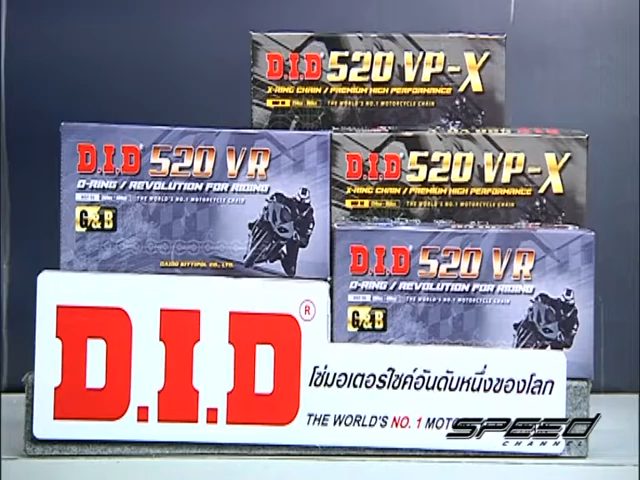 D.I.D 520 VP-X
X-RING CHAIN / PREMIUM HIGH PERFORMANCE
THE WORLD'S NO.1 MOTORCYCLE CHAIN
D.I.D 520 VR
O-RING / REVOLUTION FOR RIDING
THE WORLD'S NO.1 MOTORCYCLE CHAIN
G&B
DAIDO SITTIPOL CO., LTD.
D.I.D 520 VP-X
X-RING CHAIN / PREMIUM HIGH PERFORMANCE
THE WORLD'S NO.1 MOTORCYCLE CHAIN
D.I.D 520 VR
O-RING / REVOLUTION FOR RIDING
THE WORLD'S NO.1 MOTORCYCLE CHAIN
G&B
D.I.D ®
โซ่มอเตอร์ไซค์อันดับหนึ่งของโลก
THE WORLD'S NO. 1
SPEED
CHANNEL